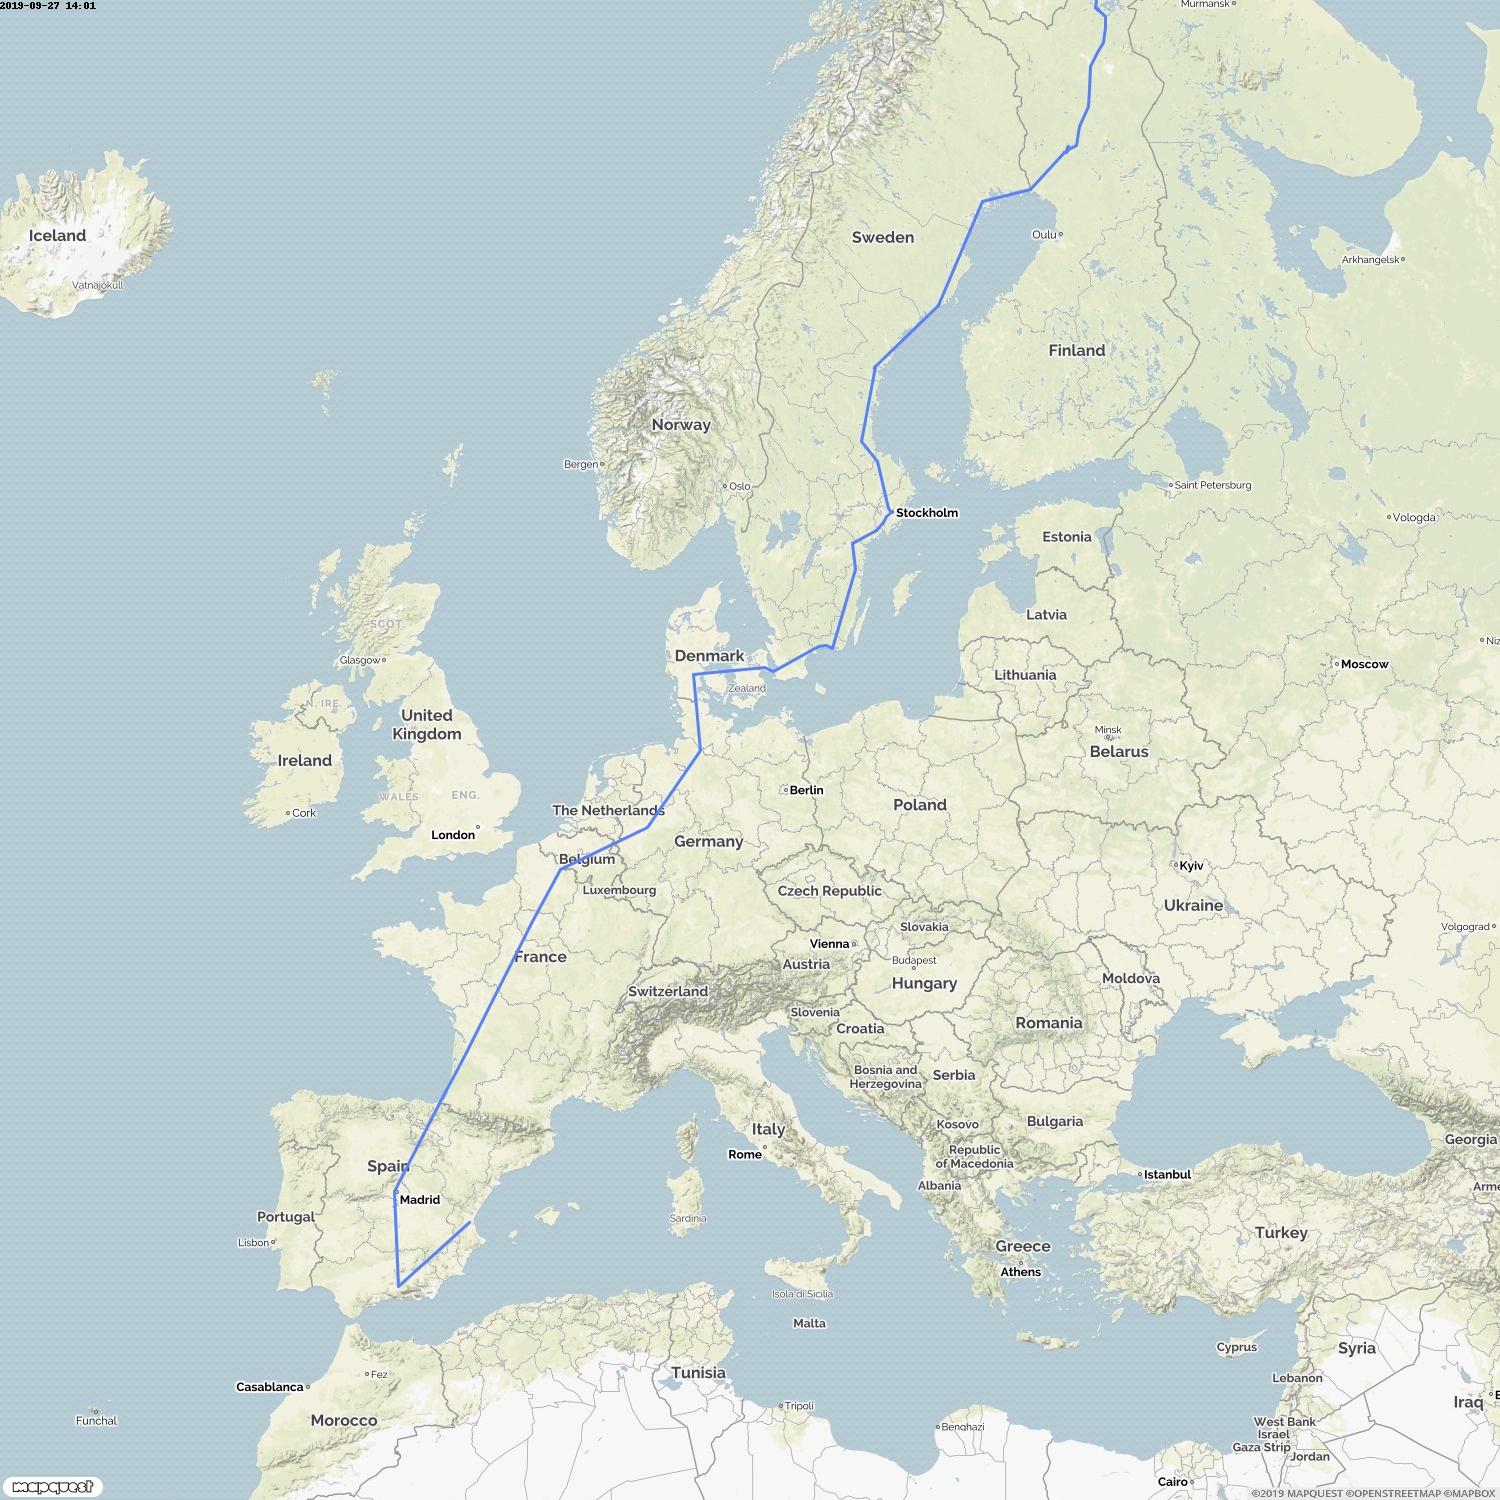 2019-09-27 14:01
Murmansk
Iceland
Vatnajökull
Sweden
Oulu
Arkhangelsk
Finland
Norway
Bergen
Oslo
Saint Petersburg
Stockholm
Vologda
Estonia
SCOT
Latvia
Glasgow
Denmark
Zealand
Lithuania
Moscow
Niz
N. IRE.
United
Kingdom
Minsk
Belarus
Ireland
WALES
ENG.
Berlin
Cork
The Netherlands
Poland
London
Germany
Belgium
Kyiv
Luxembourg
Czech Republic
Ukraine
Slovakia
Volgograd
Vienna
France
Austria
Budapest
Hungary
Moldova
Switzerland
Slovenia
Croatia
Romania
Bosnia and
Herzegovina
Serbia
Bulgaria
Kosovo
Italy
Rome
Georgia
Republic
of Macedonia
Spain
Istanbul
Albania
Arme
Madrid
Portugal
Sardinia
Lisbon
Turkey
Greece
Athens
Isola di Sicilia
Malta
Cyprus
Syria
Tunisia
Fez
Lebanon
Casablanca
Iraq
Morocco
Funchal
Tripoli
Benghazi
West Bank
Israel
Gaza Strip
Jordan
Cairo
mapquest
©2019 MAPQUEST ©OPENSTREETMAP ©MAPBOX